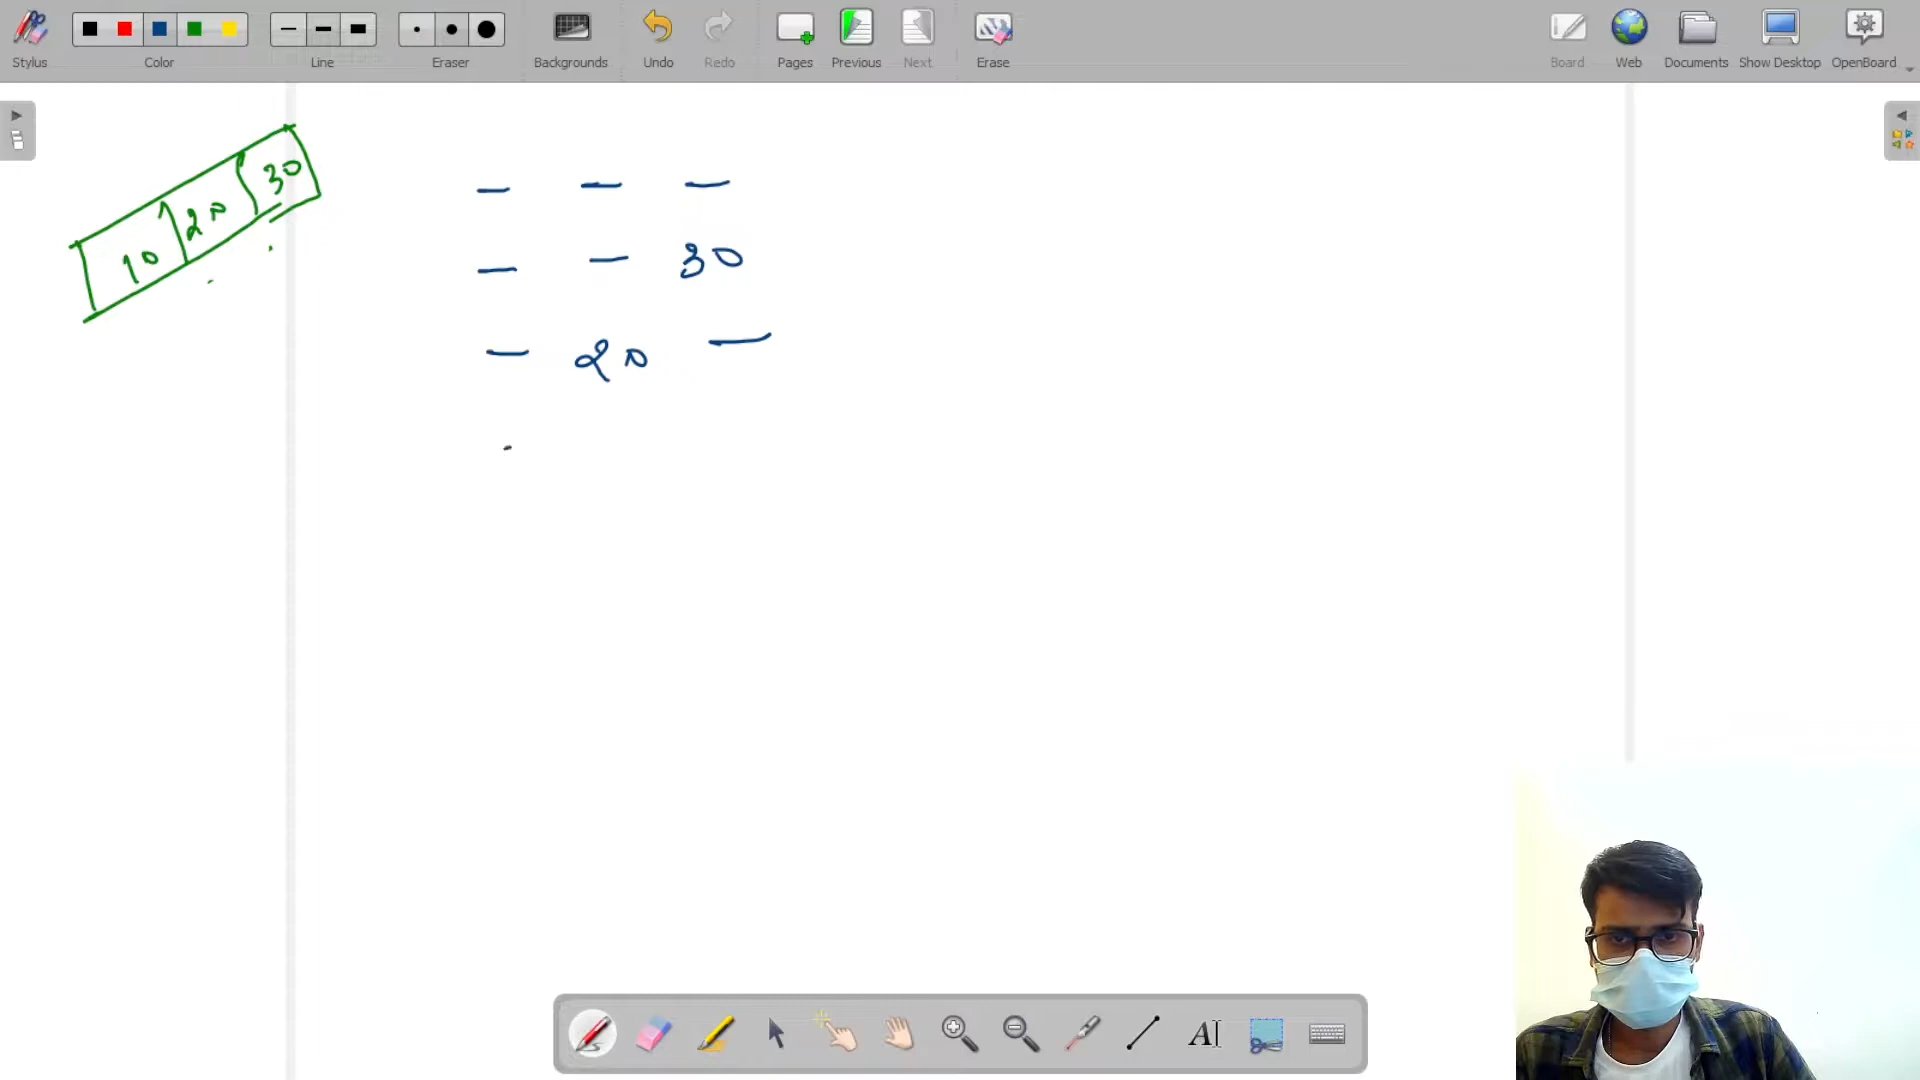 Stylus Color Line Eraser Backgrounds Undo Redo Pages Previous Next Erase Board Web Documents Show Desktop OpenBoard
10 20 30
- - -
- - 30
- 20 -
A